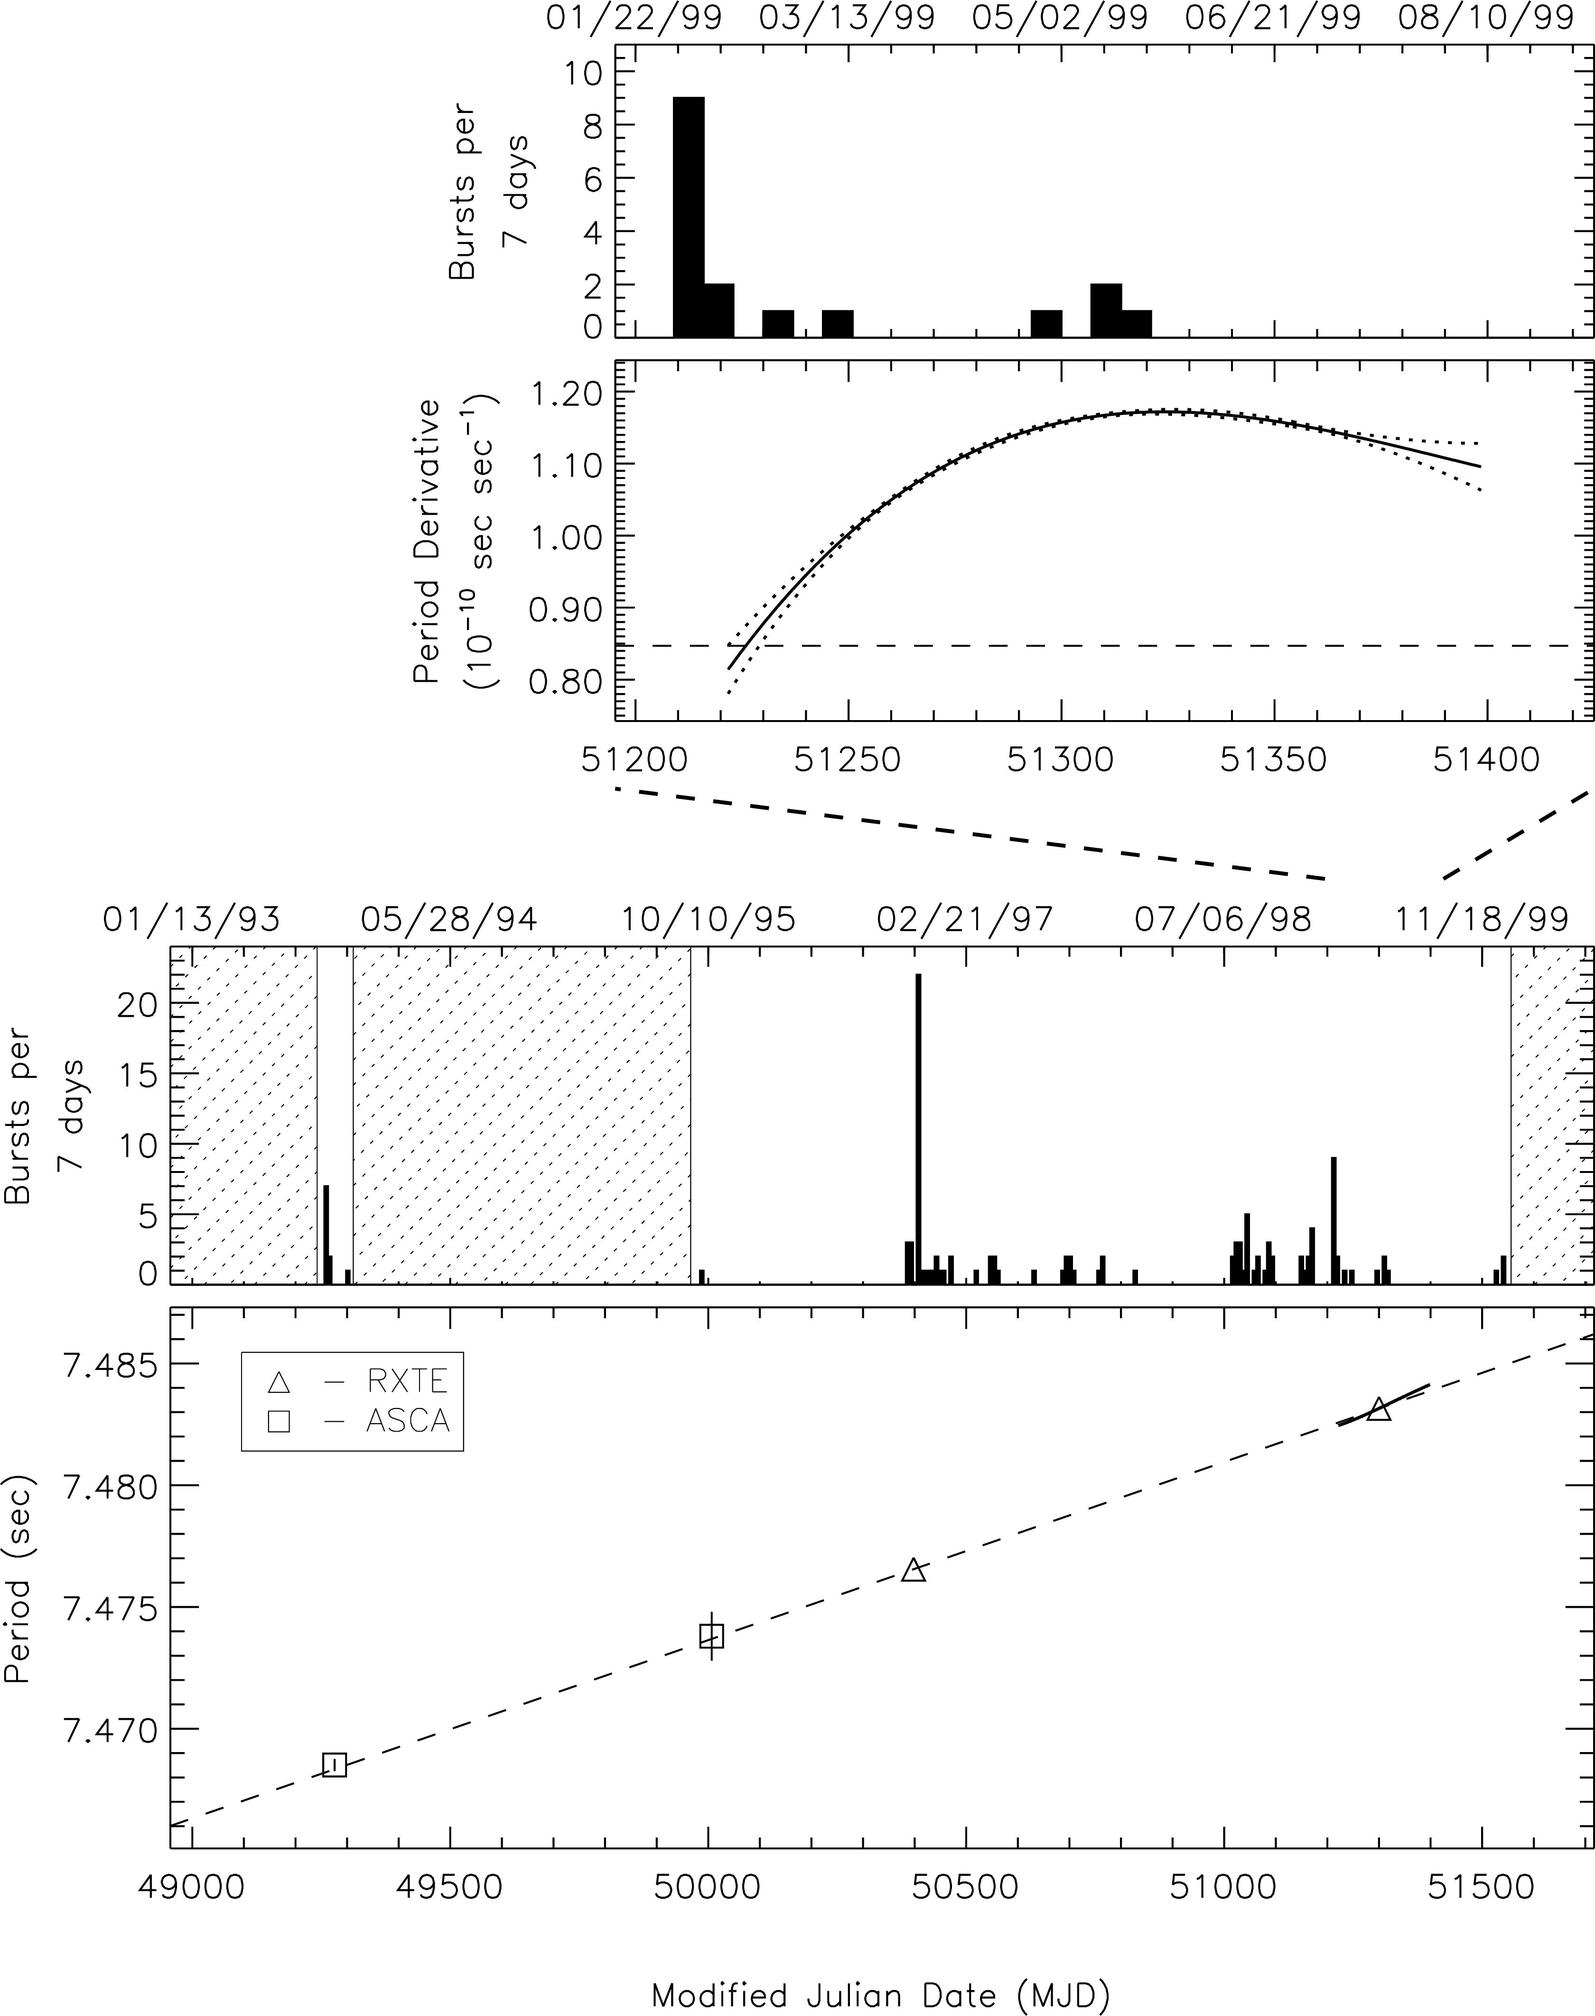 01/22/99 03/13/99 05/02/99 06/21/99 08/10/99
Bursts per
7 days
10
8
6
4
2
0
Period Derivative
(10⁻¹⁰ sec sec⁻¹)
1.20
1.10
1.00
0.90
0.80
51200 51250 51300 51350 51400
01/13/93 05/28/94 10/10/95 02/21/97 07/06/98 11/18/99
Bursts per
7 days
20
15
10
5
0
Period (sec)
7.485
7.480
7.475
7.470
△ – RXTE
□ – ASCA
49000 49500 50000 50500 51000 51500
Modified Julian Date (MJD)